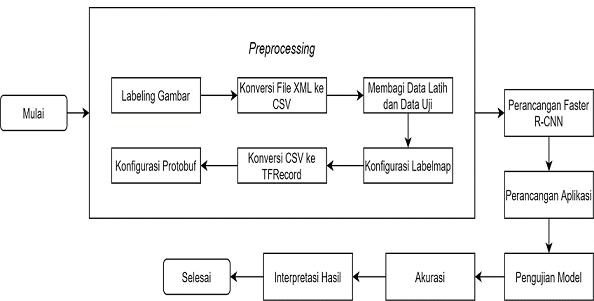 Preprocessing
Mulai
Labeling Gambar
Konversi File XML ke
CSV
Membagi Data Latih
dan Data Uji
Konfigurasi Labelmap
Konversi CSV ke
TFRecord
Konfigurasi Protobuf
Perancangan Faster
R-CNN
Perancangan Aplikasi
Pengujian Model
Akurasi
Interpretasi Hasil
Selesai